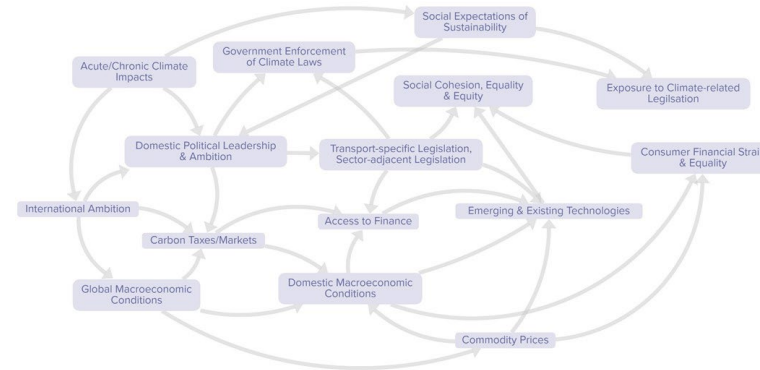 Social Expectations of
Sustainability
Government Enforcement
of Climate Laws
Acute/Chronic Climate
Impacts
Social Cohesion, Equality
& Equity
Exposure to Climate-related
Legilsation
Domestic Political Leadership
& Ambition
Transport-specific Legislation,
Sector-adjacent Legislation
Consumer Financial Strai
& Equality
International Ambition
Access to Finance
Emerging & Existing Technologies
Carbon Taxes/Markets
Global Macroeconomic
Conditions
Domestic Macroeconomic
Conditions
Commodity Prices